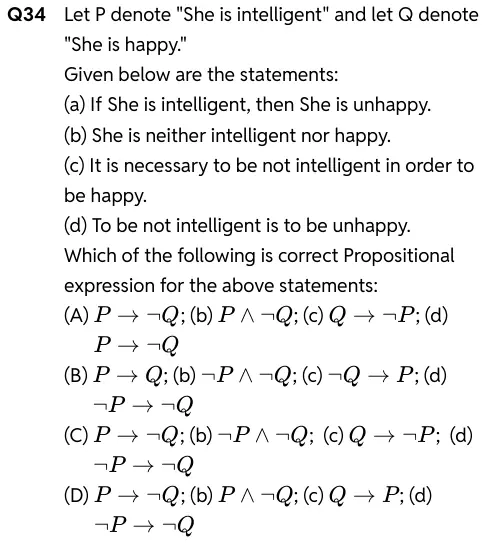 Q34 Let P denote "She is intelligent" and let Q denote
"She is happy."
Given below are the statements:
(a) If She is intelligent, then She is unhappy.
(b) She is neither intelligent nor happy.
(c) It is necessary to be not intelligent in order to
be happy.
(d) To be not intelligent is to be unhappy.
Which of the following is correct Propositional
expression for the above statements:
(A) P → ¬Q; (b) P ∧ ¬Q; (c) Q → ¬P; (d)
P → ¬Q
(B) P → Q; (b) ¬P ∧ ¬Q; (c) ¬Q → P; (d)
¬P → ¬Q
(C) P → ¬Q; (b) ¬P ∧ ¬Q; (c) Q → ¬P; (d)
¬P → ¬Q
(D) P → ¬Q; (b) P ∧ ¬Q; (c) Q → P; (d)
¬P → ¬Q